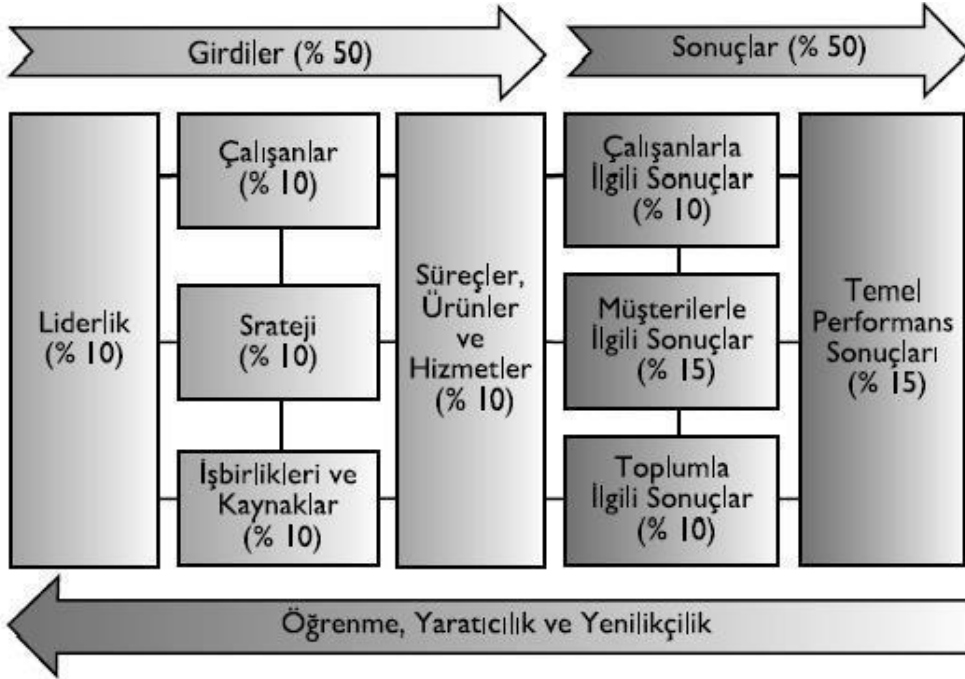 Girdiler (% 50)
Sonuçlar (% 50)
Liderlik
(% 10)
Çalışanlar
(% 10)
Srateji
(% 10)
İşbirlikleri ve
Kaynaklar
(% 10)
Süreçler,
Ürünler
ve
Hizmetler
(% 10)
Çalışanlarla
İlgili Sonuçlar
(% 10)
Müşterilerle
İlgili Sonuçlar
(% 15)
Toplumla
İlgili Sonuçlar
(% 10)
Temel
Performans
Sonuçları
(% 15)
Öğrenme, Yaratıcılık ve Yenilikçilik